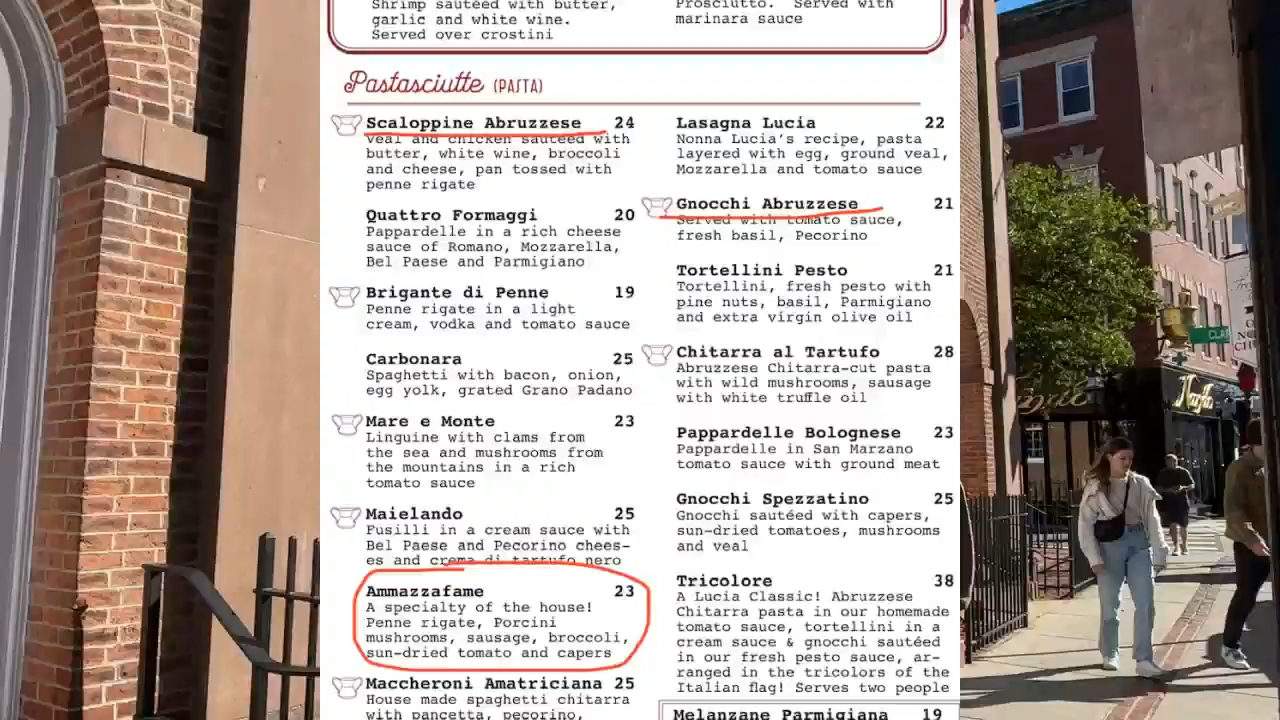 Shrimp sautéed with butter,
garlic and white wine.
Served over crostini
Prosciutto. Served with
marinara sauce
Pastasciutte (PASTA)
Scaloppine Abruzzese 24
Veal and chicken sautéed with
butter, white wine, broccoli
and cheese, pan tossed with
penne rigate
Quattro Formaggi 20
Pappardelle in a rich cheese
sauce of Romano, Mozzarella,
Bel Paese and Parmigiano
Brigante di Penne 19
Penne rigate in a light
cream, vodka and tomato sauce
Carbonara 25
Spaghetti with bacon, onion,
egg yolk, grated Grano Padano
Mare e Monte 23
Linguine with clams from
the sea and mushrooms from
the mountains in a rich
tomato sauce
Maielando 25
Fusilli in a cream sauce with
Bel Paese and Pecorino chees-
es and crema di tartufo nero
Ammazzafame 23
A specialty of the house!
Penne rigate, Porcini
mushrooms, sausage, broccoli,
sun-dried tomato and capers
Maccheroni Amatriciana 25
House made spaghetti chitarra
with pancetta, pecorino,
Lasagna Lucia 22
Nonna Lucia's recipe, pasta
layered with egg, ground veal,
Mozzarella and tomato sauce
Gnocchi Abruzzese 21
Served with tomato sauce,
fresh basil, Pecorino
Tortellini Pesto 21
Tortellini, fresh pesto with
pine nuts, basil, Parmigiano
and extra virgin olive oil
Chitarra al Tartufo 28
Abruzzese Chitarra-cut pasta
with wild mushrooms, sausage
with white truffle oil
Pappardelle Bolognese 23
Pappardelle in San Marzano
tomato sauce with ground meat
Gnocchi Spezzatino 25
Gnocchi sautéed with capers,
sun-dried tomatoes, mushrooms
and veal
Tricolore 38
A Lucia Classic! Abruzzese
Chitarra pasta in our homemade
tomato sauce, tortellini in a
cream sauce & gnocchi sautéed
in our fresh pesto sauce, ar-
ranged in the tricolors of the
Italian flag! Serves two people
Melanzane Parmigiana 19